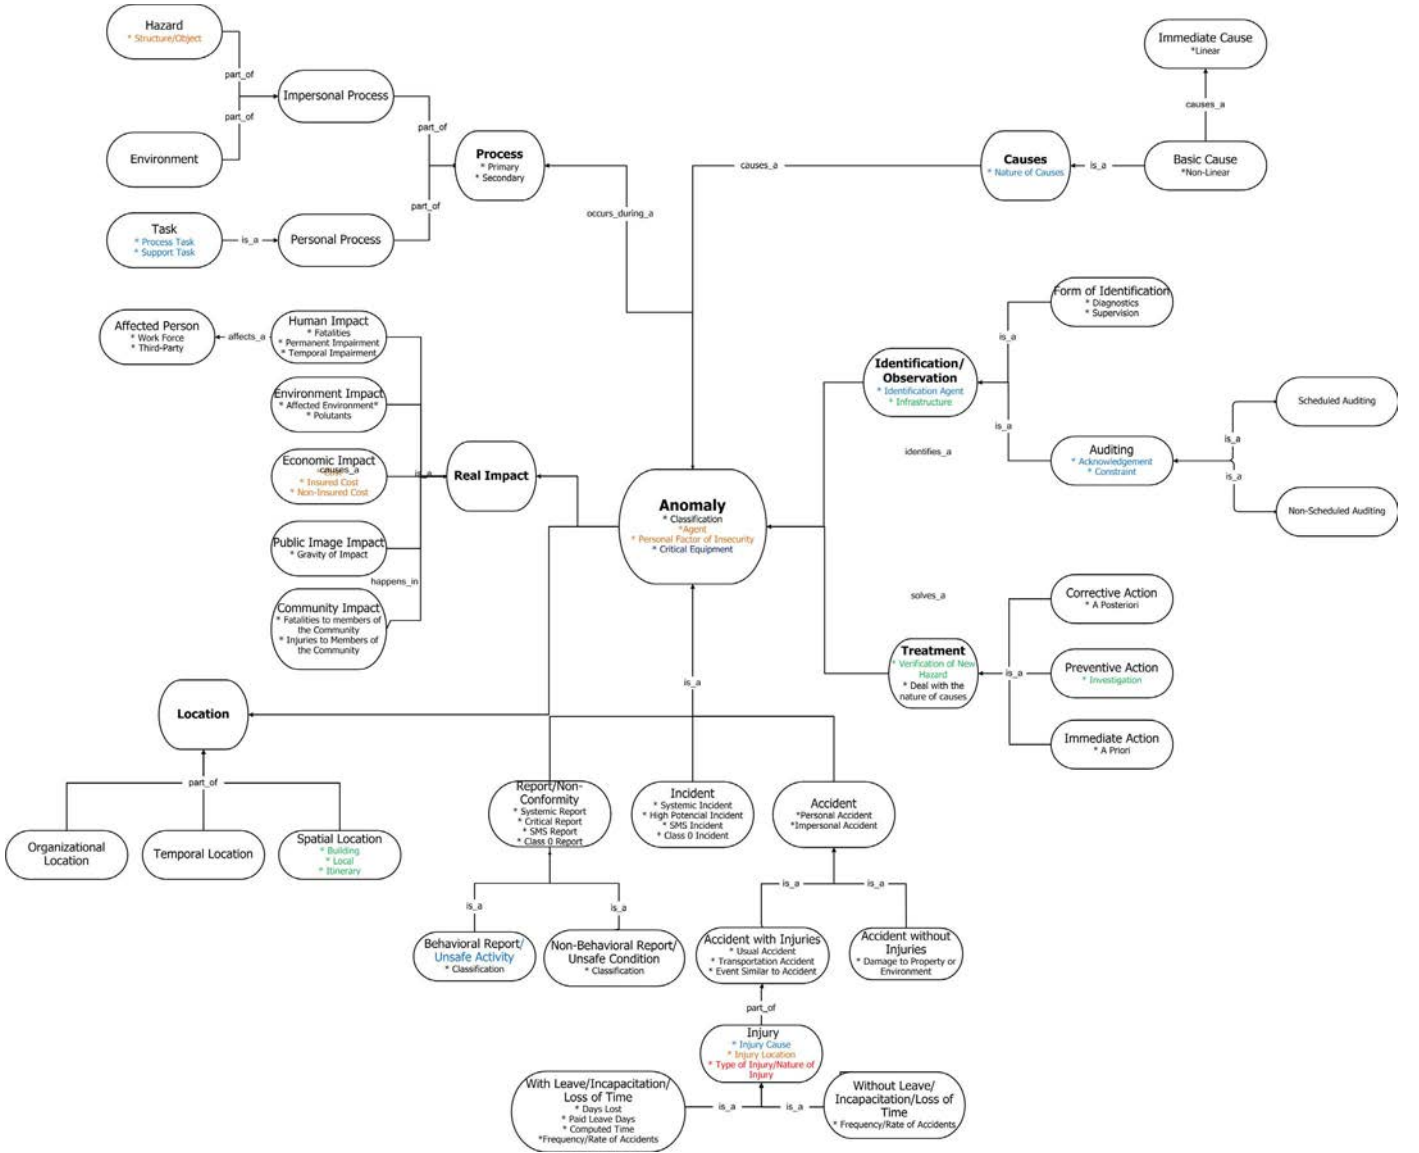 Hazard
* Structure/Object
part_of
Impersonal Process
part_of
Environment
part_of
Process
* Primary
* Secondary
part_of
Task
* Process Task
* Support Task
is_a
Personal Process
occurs_during_a
causes_a
Causes
* Nature of Causes
is_a
Immediate Cause
*Linear
causes_a
Basic Cause
*Non-Linear
Affected Person
* Work Force
* Third-Party
affects_a
Human Impact
* Fatalities
* Permanent Impairment
* Temporal Impairment
Environment Impact
* Affected Environment*
* Polutants
Economic Impact
causes_a
* Insured Cost
* Non-Insured Cost
is_a
Real Impact
Public Image Impact
* Gravity of Impact
happens_in
Community Impact
* Fatalities to members of
the Community
* Injuries to Members of
the Community
Form of Identification
* Diagnostics
* Supervision
is_a
Identification/
Observation
* Identification Agent
* Infrastructure
is_a
identifies_a
Auditing
* Acknowledgement
* Constraint
is_a
is_a
Scheduled Auditing
Non-Scheduled Auditing
Anomaly
* Classification
*Agent
* Personal Factor of Insecurity
* Critical Equipment
solves_a
Treatment
* Verification of New
Hazard
* Deal with the
nature of causes
is_a
Corrective Action
* A Posteriori
Preventive Action
* Investigation
Immediate Action
* A Priori
Location
part_of
Organizational
Location
Temporal Location
Spatial Location
* Building
* Local
* Itinerary
is_a
Report/Non-
Conformity
* Systemic Report
* Critical Report
* SMS Report
* Class 0 Report
Incident
* Systemic Incident
* High Potencial Incident
* SMS Incident
* Class 0 Incident
Accident
*Personal Accident
*Impersonal Accident
is_a
is_a
Behavioral Report/
Unsafe Activity
* Classification
Non-Behavioral Report/
Unsafe Condition
* Classification
is_a
is_a
Accident with Injuries
* Usual Accident
* Transportation Accident
* Event Similar to Accident
Accident without
Injuries
* Damage to Property or
Environment
part_of
Injury
* Injury Cause
* Injury Location
* Type of Injury/Nature of
Injury
With Leave/Incapacitation/
Loss of Time
* Days Lost
* Paid Leave Days
* Computed Time
*Frequency/Rate of Accidents
is_a
is_a
Without Leave/
Incapacitation/Loss of
Time
* Frequency/Rate of Accidents